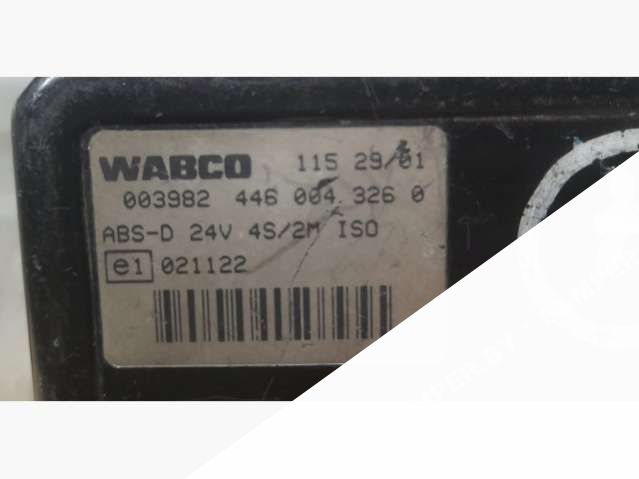 WABCO 115 29/01
003982 446 004 326 0
ABS-D 24V 4S/2M ISO
e1 021122